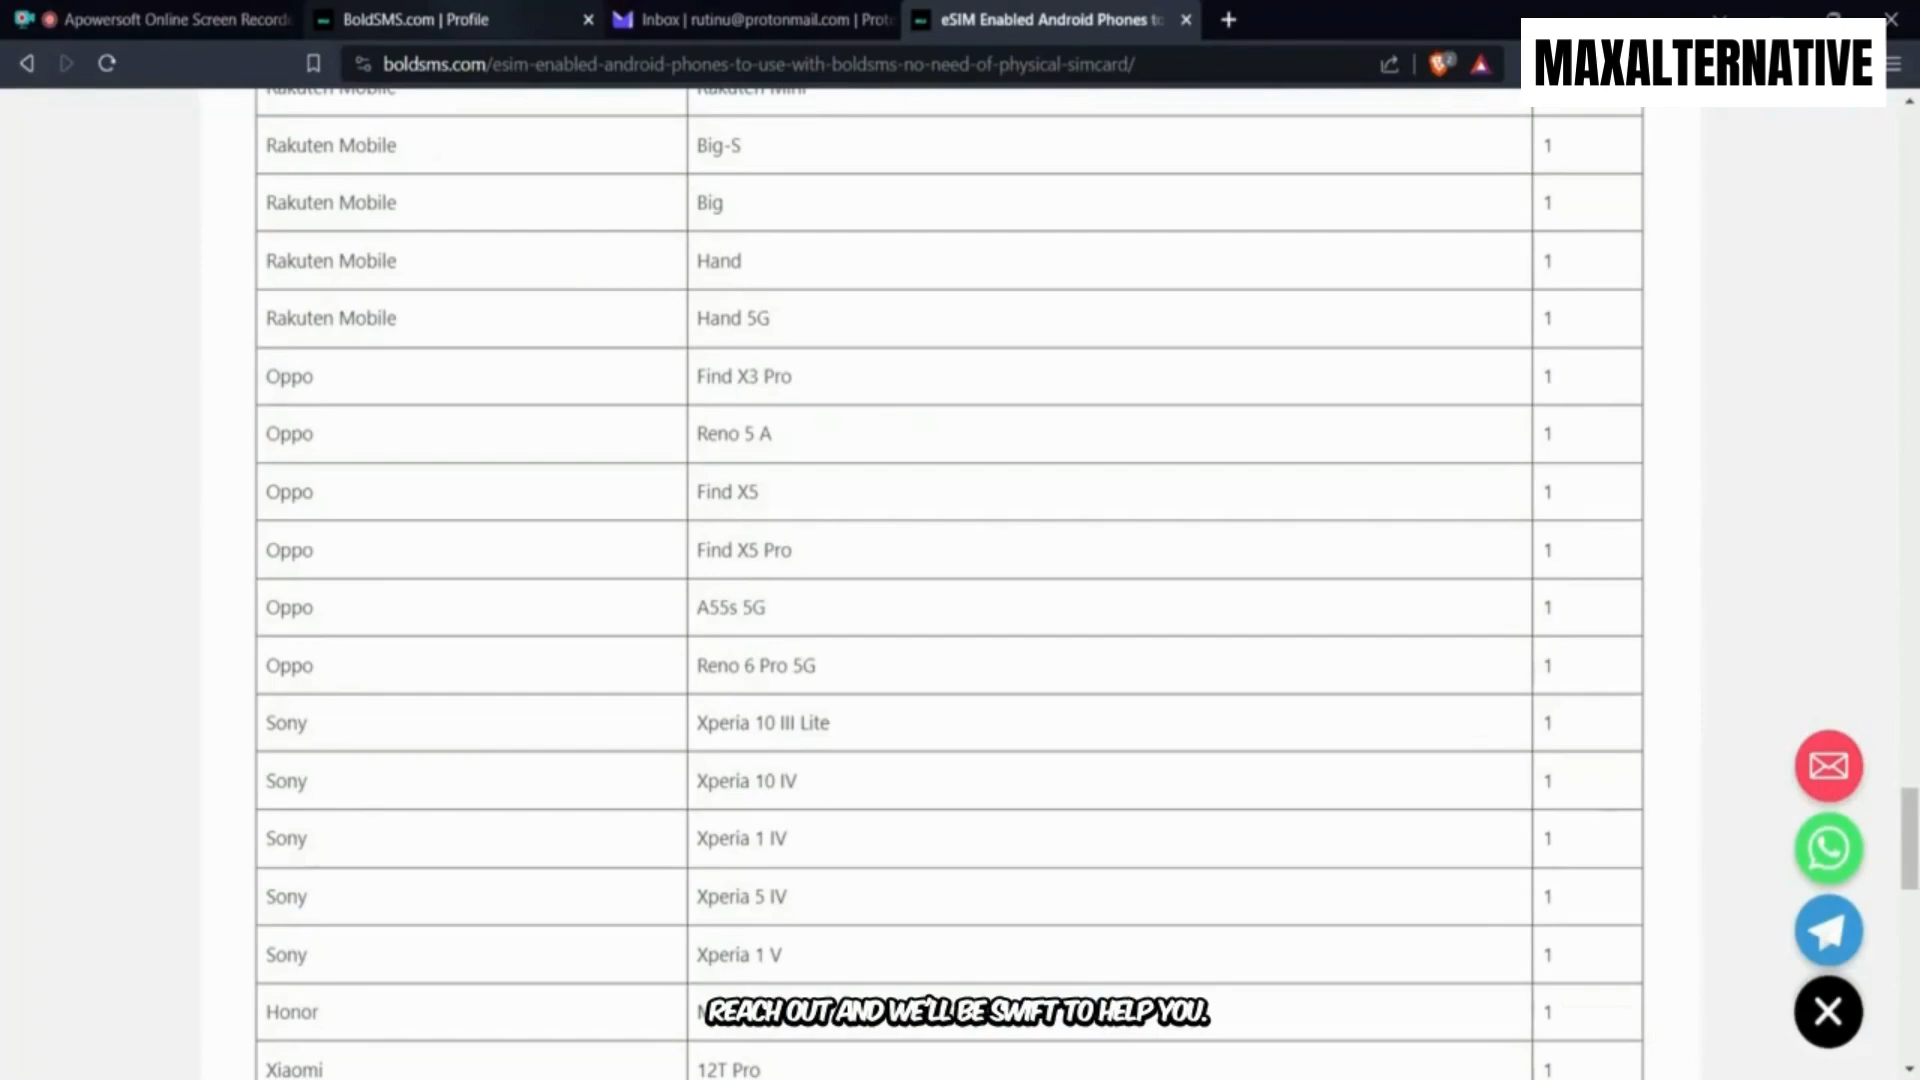 Apowersoft Online Screen Record
BoldSMS.com | Profile
Inbox | rutinu@protonmail.com | Prot
eSIM Enabled Android Phones to
boldsms.com/esim-enabled-android-phones-to-use-with-boldsms-no-need-of-physical-simcard/
MAXALTERNATIVE
Rakuten Mobile Rakuten Mini
Rakuten Mobile Big-S 1
Rakuten Mobile Big 1
Rakuten Mobile Hand 1
Rakuten Mobile Hand 5G 1
Oppo Find X3 Pro 1
Oppo Reno 5 A 1
Oppo Find X5 1
Oppo Find X5 Pro 1
Oppo A55s 5G 1
Oppo Reno 6 Pro 5G 1
Sony Xperia 10 III Lite 1
Sony Xperia 10 IV 1
Sony Xperia 1 IV 1
Sony Xperia 5 IV 1
Sony Xperia 1 V 1
Honor 1
REACH OUT AND WE'LL BE SWIFT TO HELP YOU.
Xiaomi 12T Pro 1